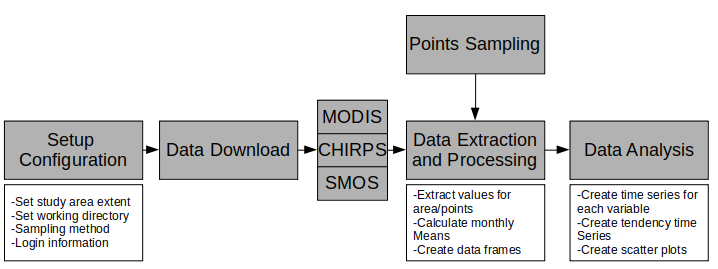 Points Sampling
Setup
Configuration
Data Download
MODIS
CHIRPS
SMOS
Data Extraction
and Processing
Data Analysis
-Set study area extent
-Set working directory
-Sampling method
-Login information
-Extract values for
area/points
-Calculate monthly
Means
-Create data frames
-Create time series for
each variable
-Create tendency time
Series
-Create scatter plots